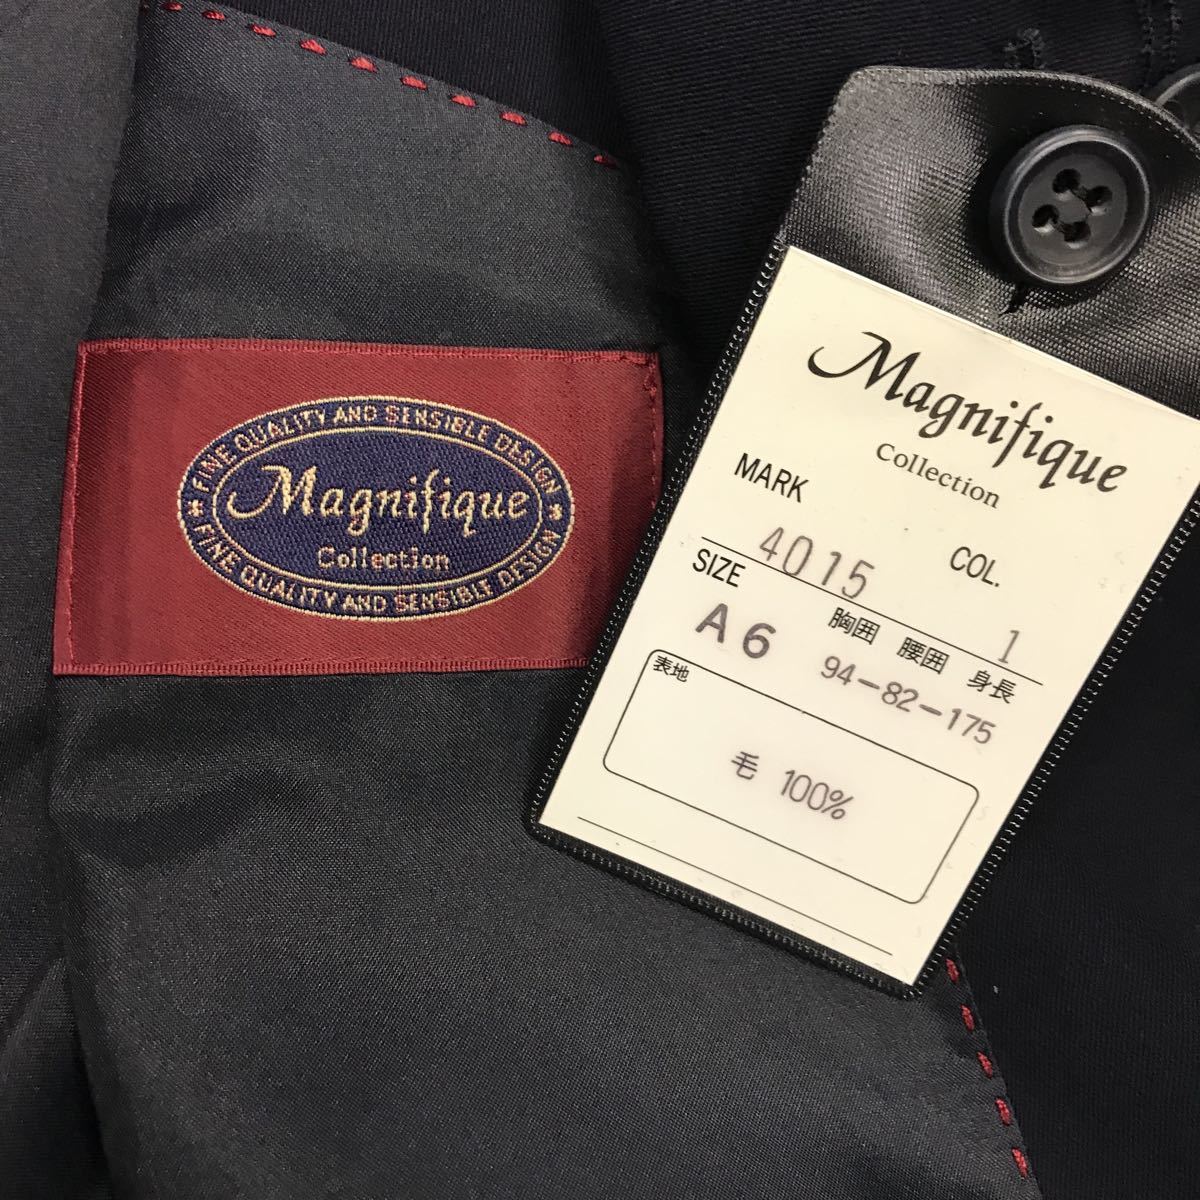 FINE QUALITY AND SENSIBLE DESIGN
Magnifique
Collection
FINE QUALITY AND SENSIBLE DESIGN
Magnifique
Collection
MARK
4015
COL.
1
SIZE
A6
胸囲 腰囲 身長
94-82-175
表地
毛 100%